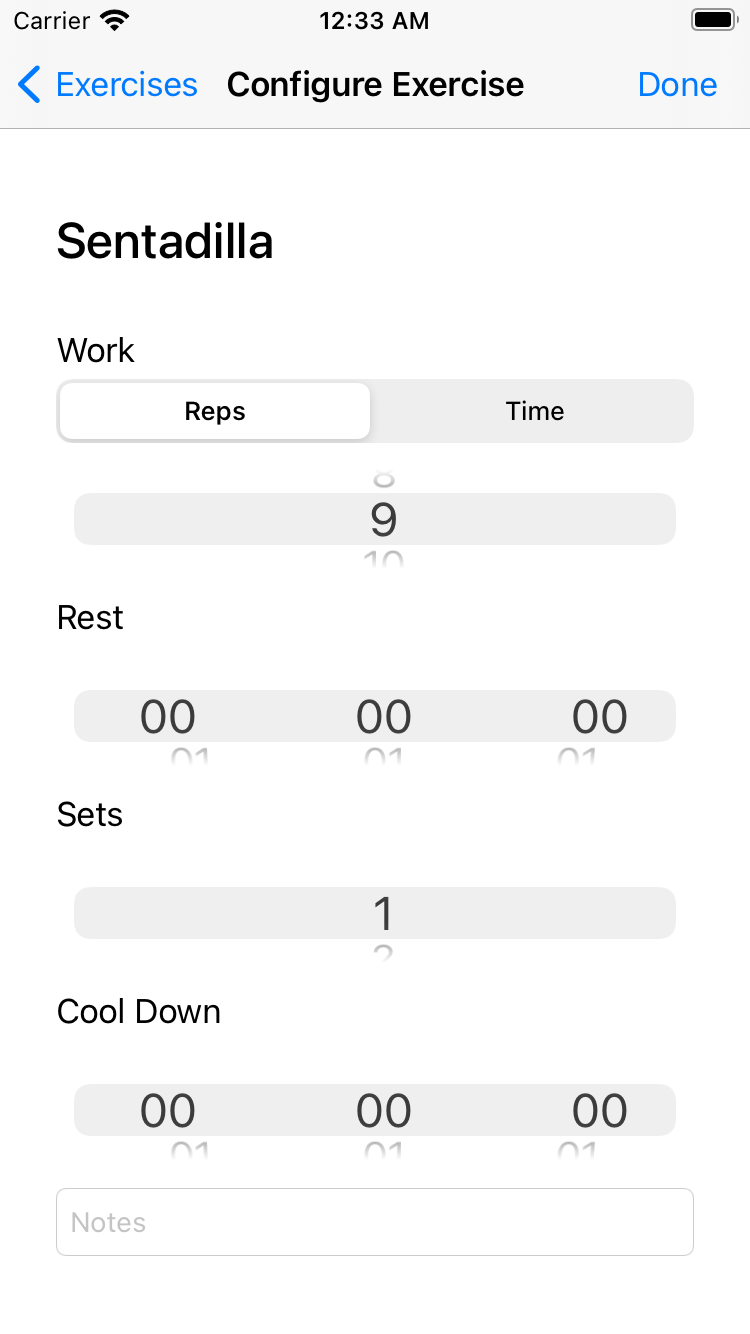 Carrier 12:33 AM
Exercises Configure Exercise Done
Sentadilla
Work
Reps Time
8
9
10
Rest
00 00 00
01 01 01
Sets
1
2
Cool Down
00 00 00
01 01 01
Notes